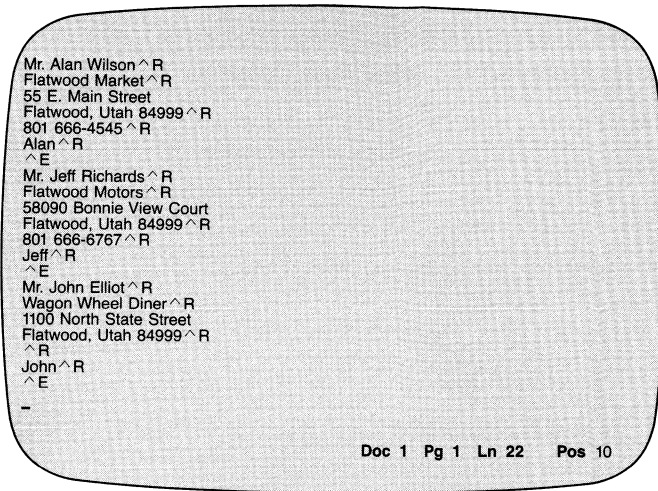 Mr. Alan Wilson^R
Flatwood Market^R
55 E. Main Street
Flatwood, Utah 84999^R
801 666-4545^R
Alan^R
^E
Mr. Jeff Richards^R
Flatwood Motors^R
58090 Bonnie View Court
Flatwood, Utah 84999^R
801 666-6767^R
Jeff^R
^E
Mr. John Elliot^R
Wagon Wheel Diner^R
1100 North State Street
Flatwood, Utah 84999^R
^R
John^R
^E
Doc 1 Pg 1 Ln 22 Pos 10